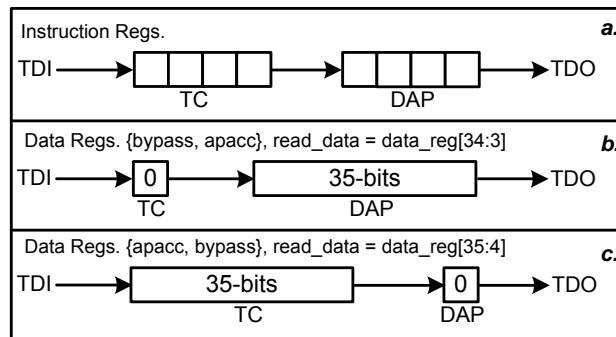 Instruction Regs. a.
TDI TDO
TC DAP
Data Regs. {bypass, apacc}, read_data = data_reg[34:3] b.
TDI 0 35-bits TDO
TC DAP
Data Regs. {apacc, bypass}, read_data = data_reg[35:4] c.
TDI 35-bits 0 TDO
TC DAP